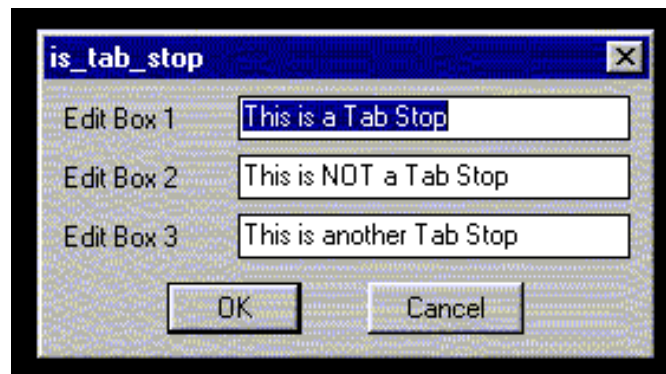 is_tab_stop
Edit Box 1 This is a Tab Stop
Edit Box 2 This is NOT a Tab Stop
Edit Box 3 This is another Tab Stop
OK Cancel